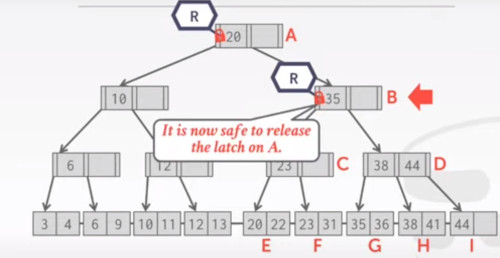 R
20 A
R
10 35 B
It is now safe to release
the latch on A.
6 12 23 C 38 44 D
3 4 6 9 10 11 12 13 20 22 23 31 35 36 38 41 44
E F G H I